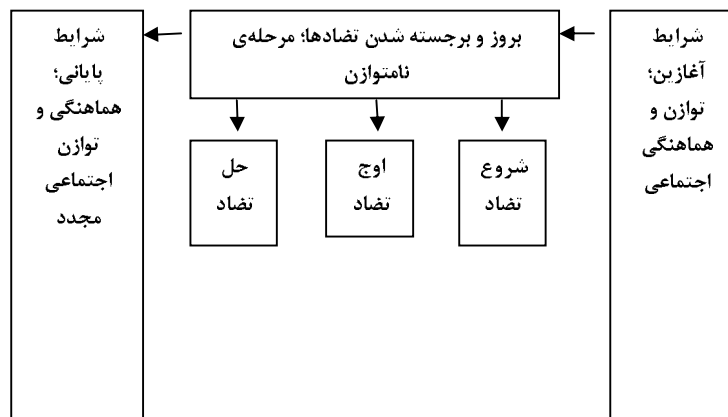 شرایط
آغازین؛
توازن و
هماهنگی
اجتماعی
بروز و برجسته شدن تضادها؛ مرحله‌ی
نامتوازن
شروع
تضاد
اوج
تضاد
حل
تضاد
شرایط
پایانی؛
هماهنگی و
توازن
اجتماعی
مجدد